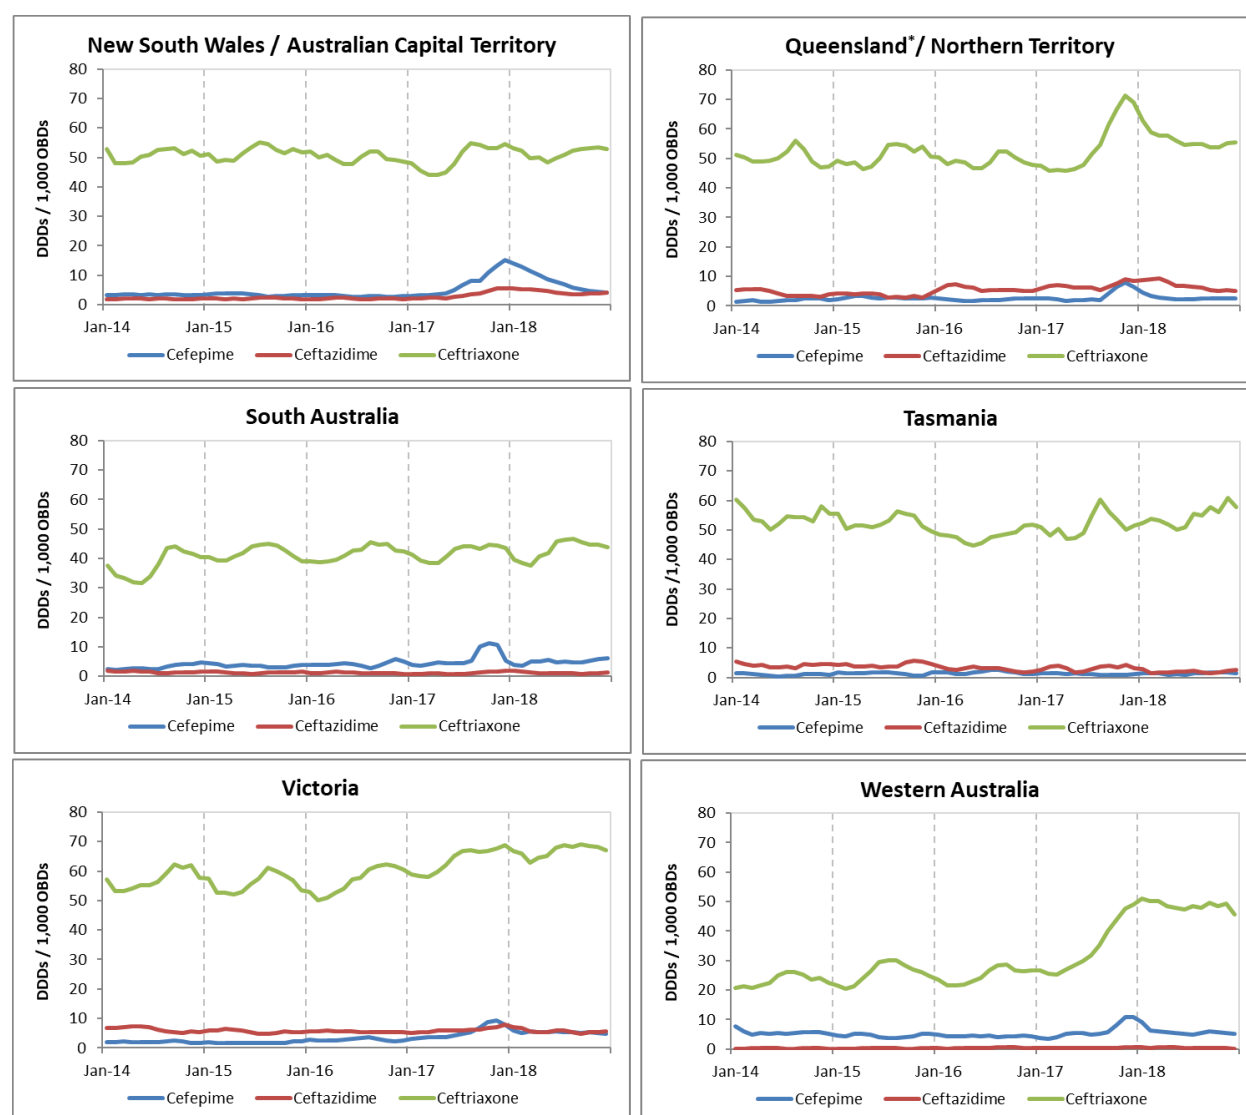 New South Wales / Australian Capital Territory
DDDs / 1,000 OBDs
80
70
60
50
40
30
20
10
0
Jan-14 Jan-15 Jan-16 Jan-17 Jan-18
Cefepime Ceftazidime Ceftriaxone
Queensland*/ Northern Territory
DDDs / 1,000 OBDs
80
70
60
50
40
30
20
10
0
Jan-14 Jan-15 Jan-16 Jan-17 Jan-18
Cefepime Ceftazidime Ceftriaxone
South Australia
DDDs / 1,000 OBDs
80
70
60
50
40
30
20
10
0
Jan-14 Jan-15 Jan-16 Jan-17 Jan-18
Cefepime Ceftazidime Ceftriaxone
Tasmania
DDDs /1,000 OBDs
80
70
60
50
40
30
20
10
0
Jan-14 Jan-15 Jan-16 Jan-17 Jan-18
Cefepime Ceftazidime Ceftriaxone
Victoria
DDDs / 1,000 OBDs
80
70
60
50
40
30
20
10
0
Jan-14 Jan-15 Jan-16 Jan-17 Jan-18
Cefepime Ceftazidime Ceftriaxone
Western Australia
DDDs / 1,000 OBDs
80
70
60
50
40
30
20
10
0
Jan-14 Jan-15 Jan-16 Jan-17 Jan-18
Cefepime Ceftazidime Ceftriaxone